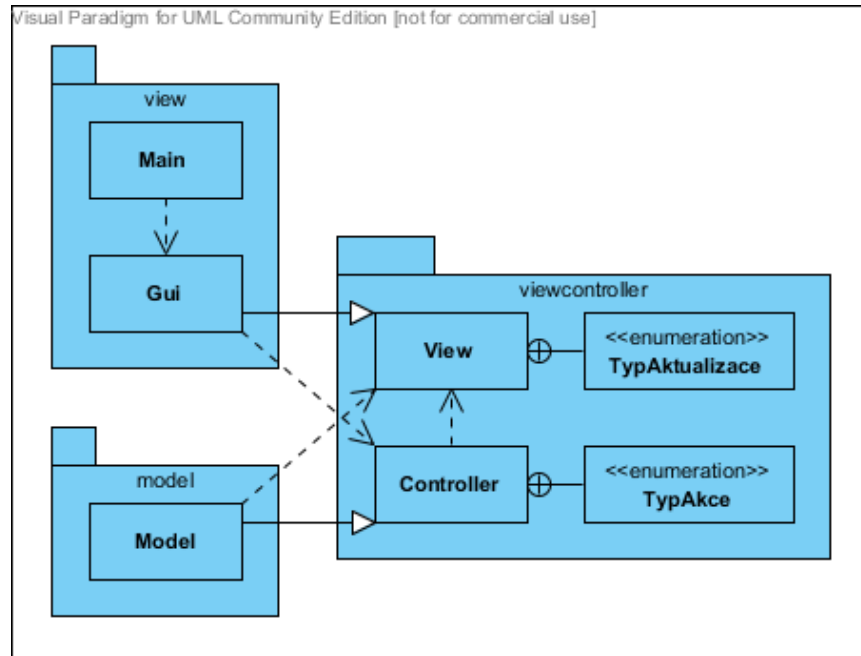 Visual Paradigm for UML Community Edition [not for commercial use]
view
Main
Gui
viewcontroller
View
<<enumeration>>
TypAktualizace
model
Model
Controller
<<enumeration>>
TypAkce